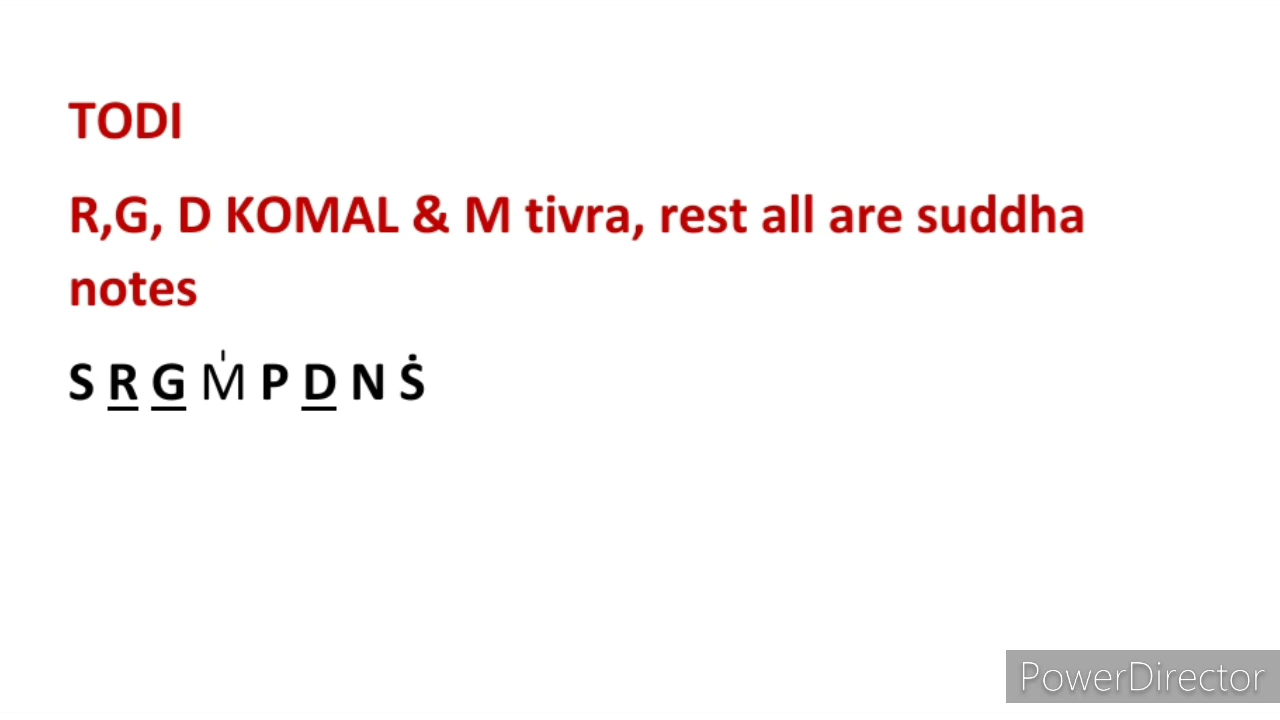 TODI
R,G, D KOMAL & M tivra, rest all are suddha
notes
S R̲ G̲ M̍ P D̲ N Ṡ
PowerDirector